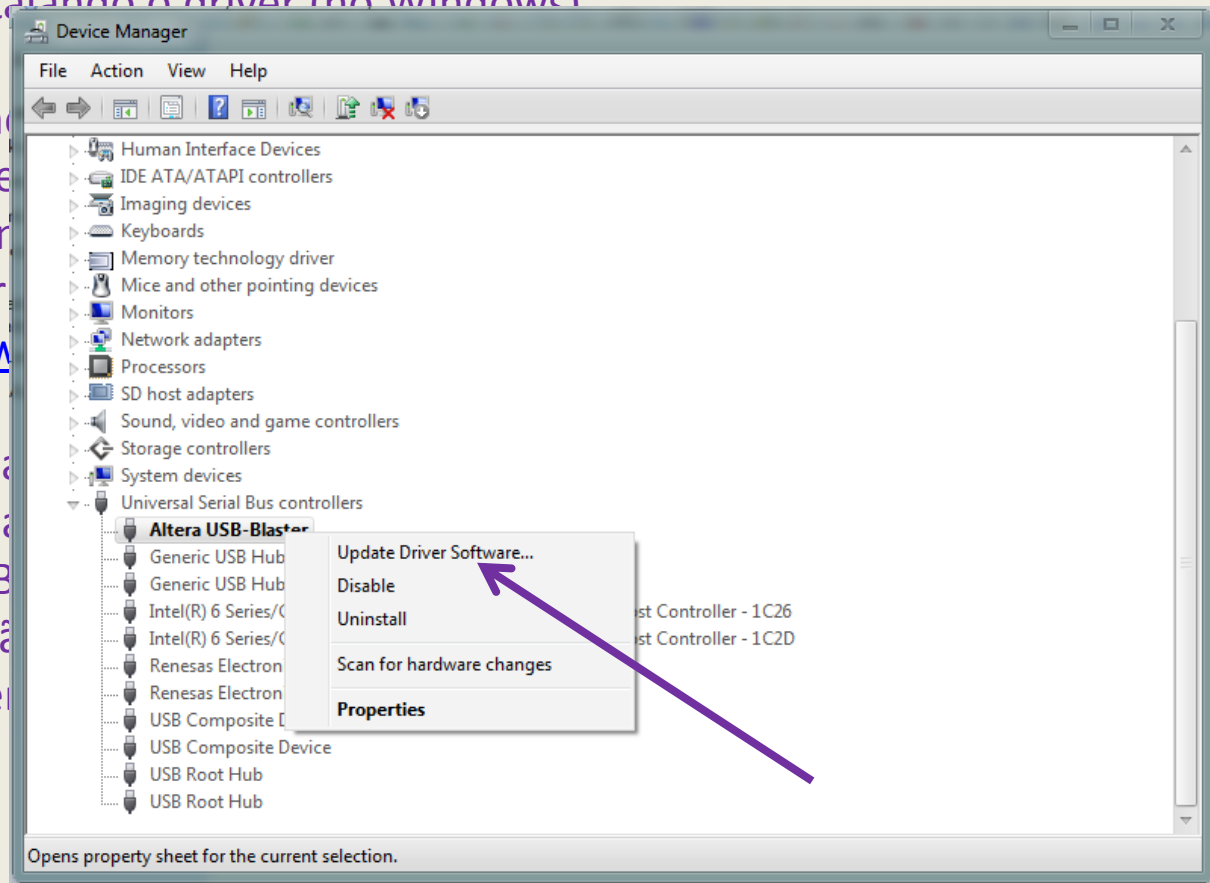 o driver (no Windows)
Device Manager
File Action View Help
Human Interface Devices
IDE ATA/ATAPI controllers
Imaging devices
Keyboards
Memory technology driver
Mice and other pointing devices
Monitors
Network adapters
Processors
SD host adapters
Sound, video and game controllers
Storage controllers
System devices
Universal Serial Bus controllers
Altera USB-Blaster
Generic USB Hub
Generic USB Hub
Intel(R) 6 Series/
Intel(R) 6 Series/
Renesas Electron
Renesas Electron
USB Composite
USB Composite Device
USB Root Hub
USB Root Hub
Update Driver Software...
Disable
Uninstall
Scan for hardware changes
Properties
Controller - 1C26
Controller - 1C2D
Opens property sheet for the current selection.